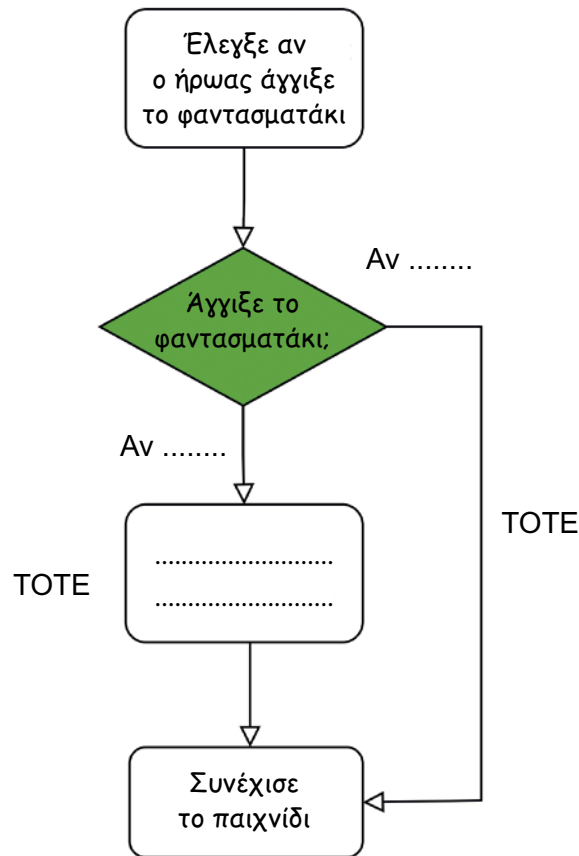 Έλεγξε αν
ο ήρωας άγγιξε
το φαντασματάκι
Αν ........
Άγγιξε το
φαντασματάκι;
Αν ........
ΤΟΤΕ
ΤΟΤΕ
...........................
...........................
Συνέχισε
το παιχνίδι